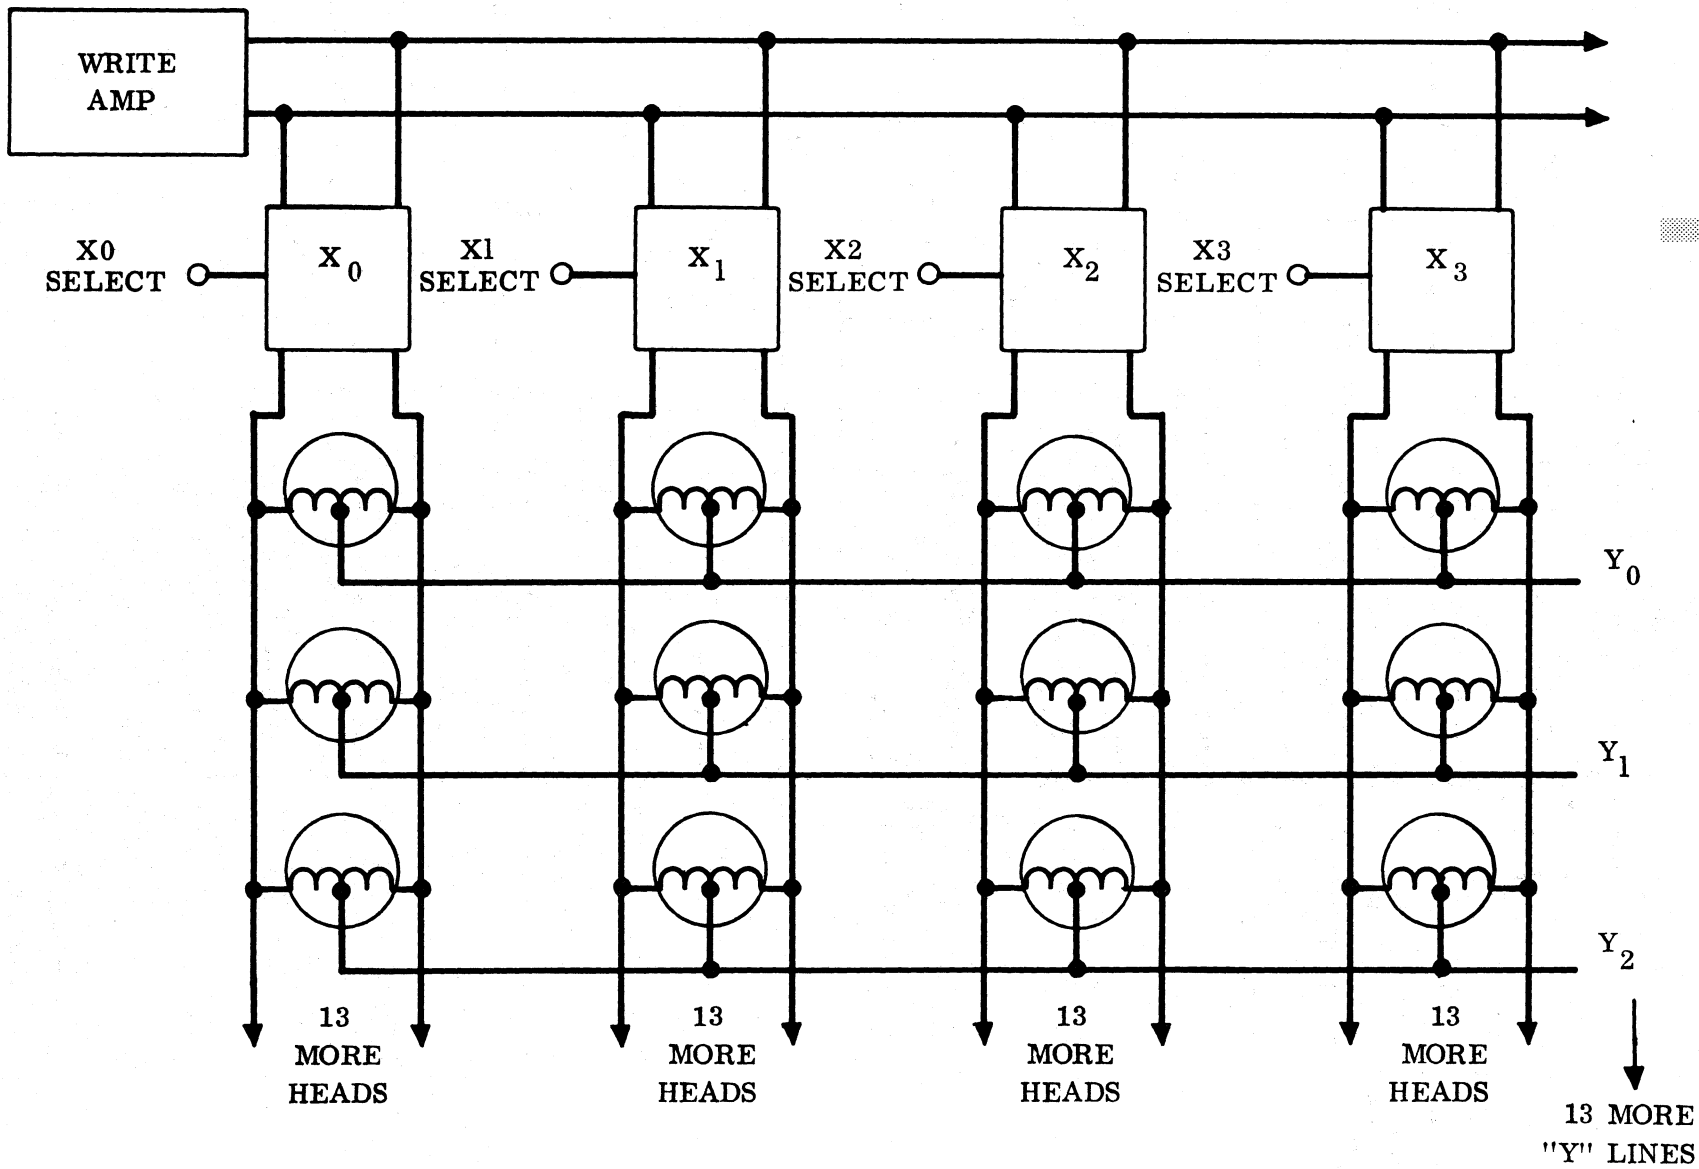 WRITE
AMP
X0
SELECT
X0
X1
SELECT
X1
X2
SELECT
X2
X3
SELECT
X3
Y0
Y1
Y2
13
MORE
HEADS
13
MORE
HEADS
13
MORE
HEADS
13
MORE
HEADS
13 MORE
"Y" LINES